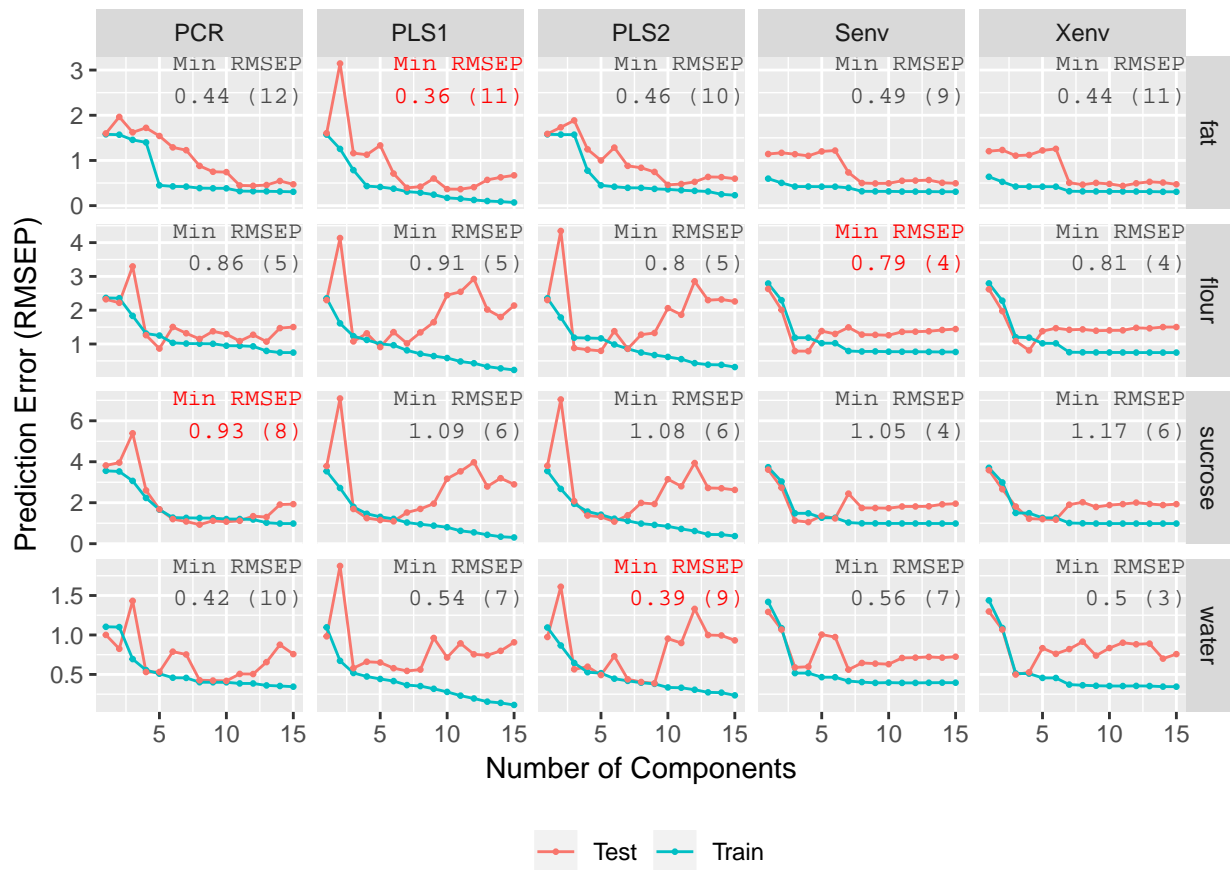 PCR PLS1 PLS2 Senv Xenv
Min RMSEP Min RMSEP Min RMSEP Min RMSEP Min RMSEP
0.44 (12) 0.36 (11) 0.46 (10) 0.49 (9) 0.44 (11)
3
2
1
0
fat
Min RMSEP Min RMSEP Min RMSEP Min RMSEP Min RMSEP
0.86 (5) 0.91 (5) 0.8 (5) 0.79 (4) 0.81 (4)
4
3
2
1
flour
Min RMSEP Min RMSEP Min RMSEP Min RMSEP Min RMSEP
0.93 (8) 1.09 (6) 1.08 (6) 1.05 (4) 1.17 (6)
6
4
2
0
sucrose
Min RMSEP Min RMSEP Min RMSEP Min RMSEP Min RMSEP
0.42 (10) 0.54 (7) 0.39 (9) 0.56 (7) 0.5 (3)
1.5
1.0
0.5
water
5 10 15 5 10 15 5 10 15 5 10 15 5 10 15
Prediction Error (RMSEP)
Number of Components
Test Train